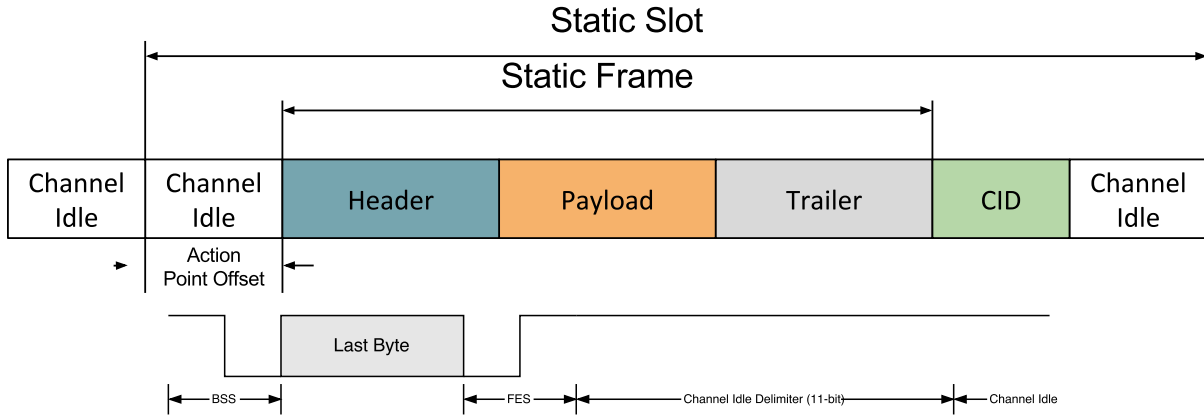 Static Slot
Static Frame
Channel
Idle
Channel
Idle
Header
Payload
Trailer
CID
Channel
Idle
Action
Point Offset
Last Byte
BSS
FES
Channel Idle Delimiter (11-bit)
Channel Idle